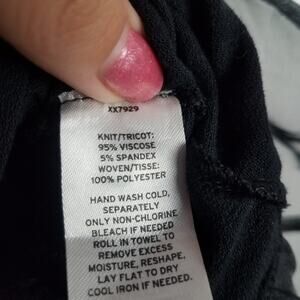 XX7929
KNIT/TRICOT:
95% VISCOSE
5% SPANDEX
WOVEN/TISSE:
100% POLYESTER
HAND WASH COLD,
SEPARATELY
ONLY NON-CHLORINE
BLEACH IF NEEDED
ROLL IN TOWEL TO
REMOVE EXCESS
MOISTURE, RESHAPE,
LAY FLAT TO DRY
COOL IRON IF NEEDED.